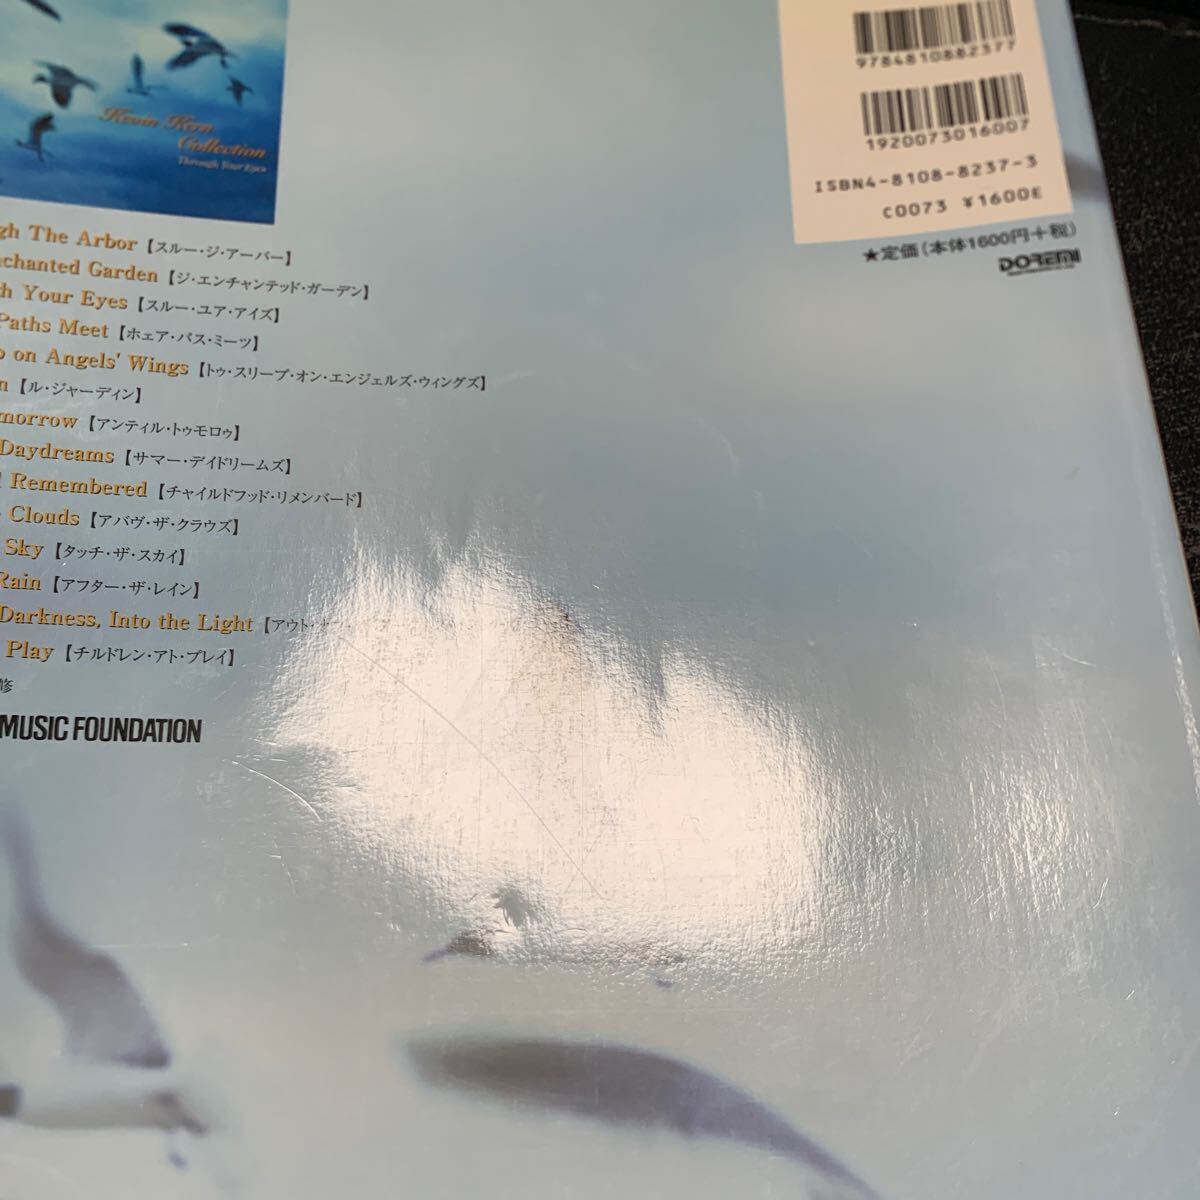 Kevin Kern
Collection
Through Your Eyes
9784810882377
1920073016007
ISBN4-8108-8237-3
C0073 ¥1600E
★定価(本体1600円+税)
DOREMI
gh The Arbor【スルー・ジ・アーバー】
chanted Garden【ジ・エンチャンテッド・ガーデン】
h Your Eyes【スルー・ユア・アイズ】
Paths Meet【ホェア・パス・ミーツ】
on Angels' Wings【トゥ・スリープ・オン・エンジェルズ・ウィングズ】
n【ル・ジャーディン】
morrow【アンティル・トゥモロゥ】
Daydreams【サマー・デイドリームズ】
Remembered【チャイルドフッド・リメンバード】
Clouds【アバヴ・ザ・クラウズ】
Sky【タッチ・ザ・スカイ】
Rain【アフター・ザ・レイン】
Darkness, Into the Light【アウト・
Play【チルドレン・アト・プレイ】
修
MUSIC FOUNDATION